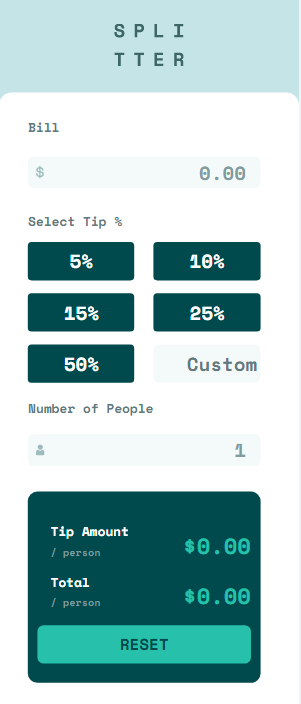 SPLI
TTER
Bill
$ 0.00
Select Tip %
5% 10%
15% 25%
50% Custom
Number of People
1
Tip Amount
/ person $0.00
Total
/ person $0.00
RESET